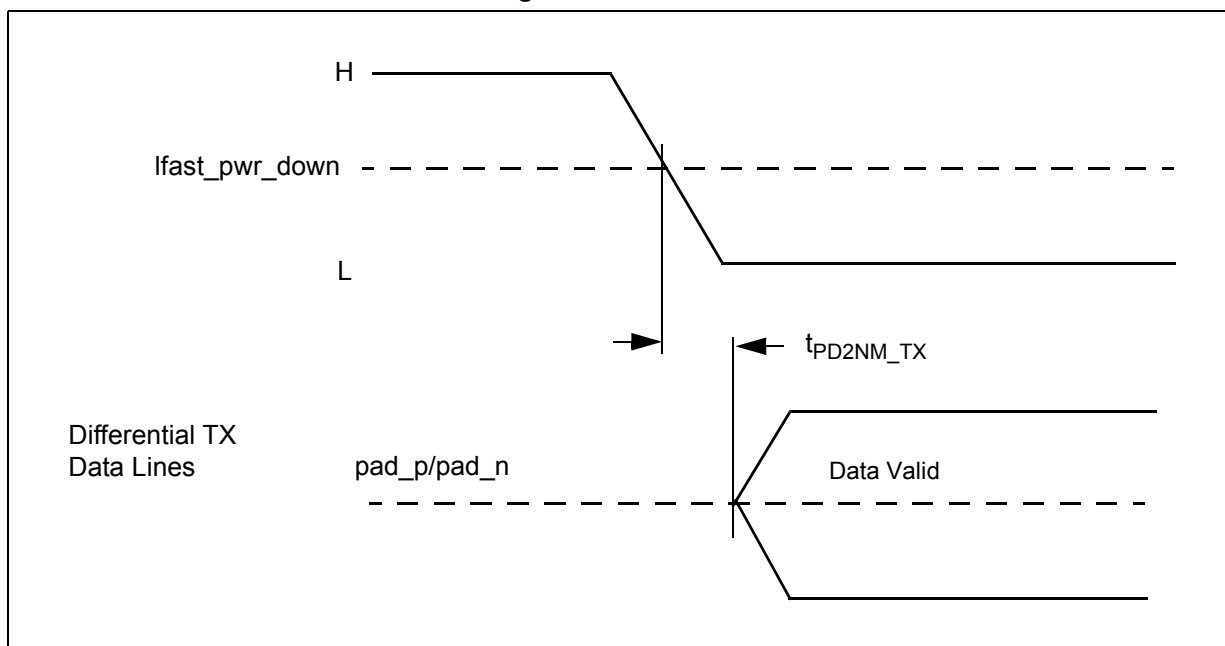 H
lfast_pwr_down
L
tPD2NM_TX
Differential TX
Data Lines
pad_p/pad_n
Data Valid